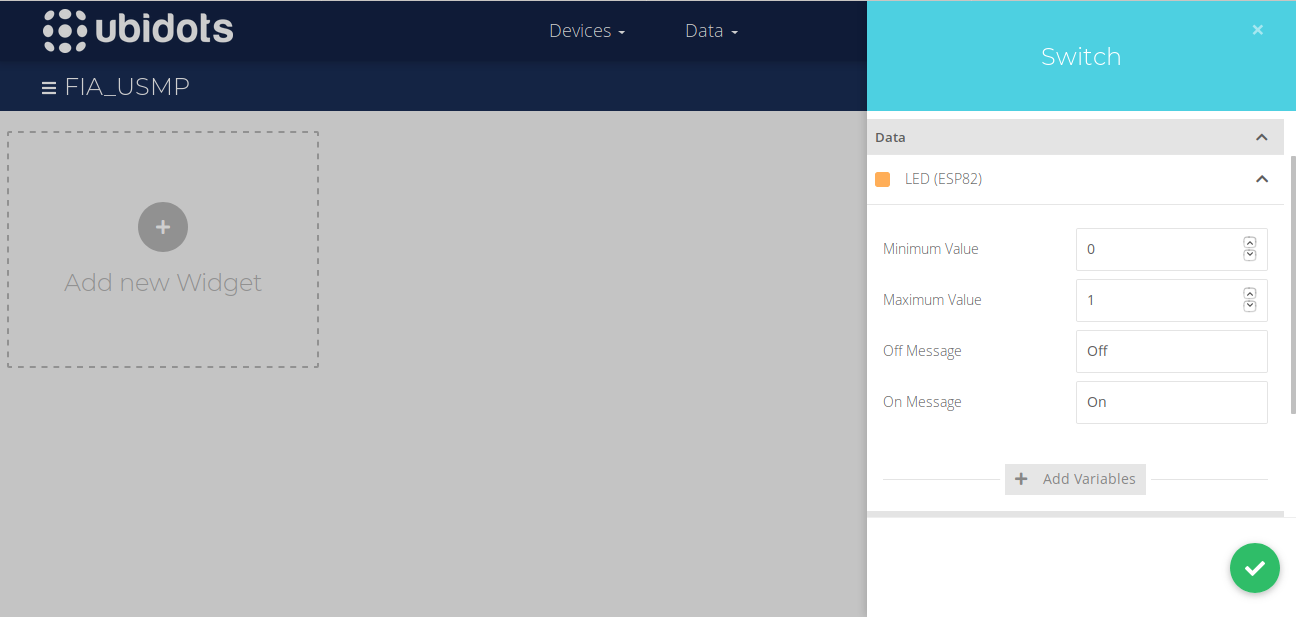 ubidots
Devices
Data
FIA_USMP
Add new Widget
Switch
Data
LED (ESP82)
Minimum Value
0
Maximum Value
1
Off Message
Off
On Message
On
Add Variables